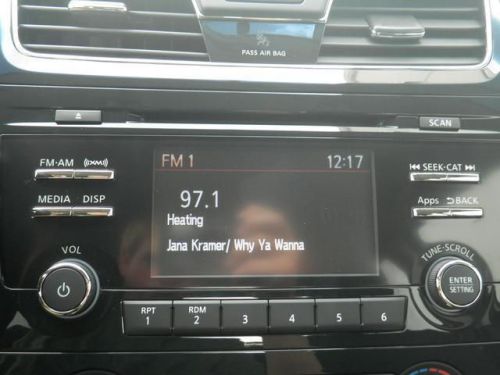 PASS AIR BAG
SCAN
FM·AM ((XM))
MEDIA DISP
FM 1 12:17
97.1
Heating
Jana Kramer/ Why Ya Wanna
SEEK·CAT
Apps BACK
VOL
TUNE·SCROLL
ENTER
SETTING
RPT
1
RDM
2
3
4
5
6